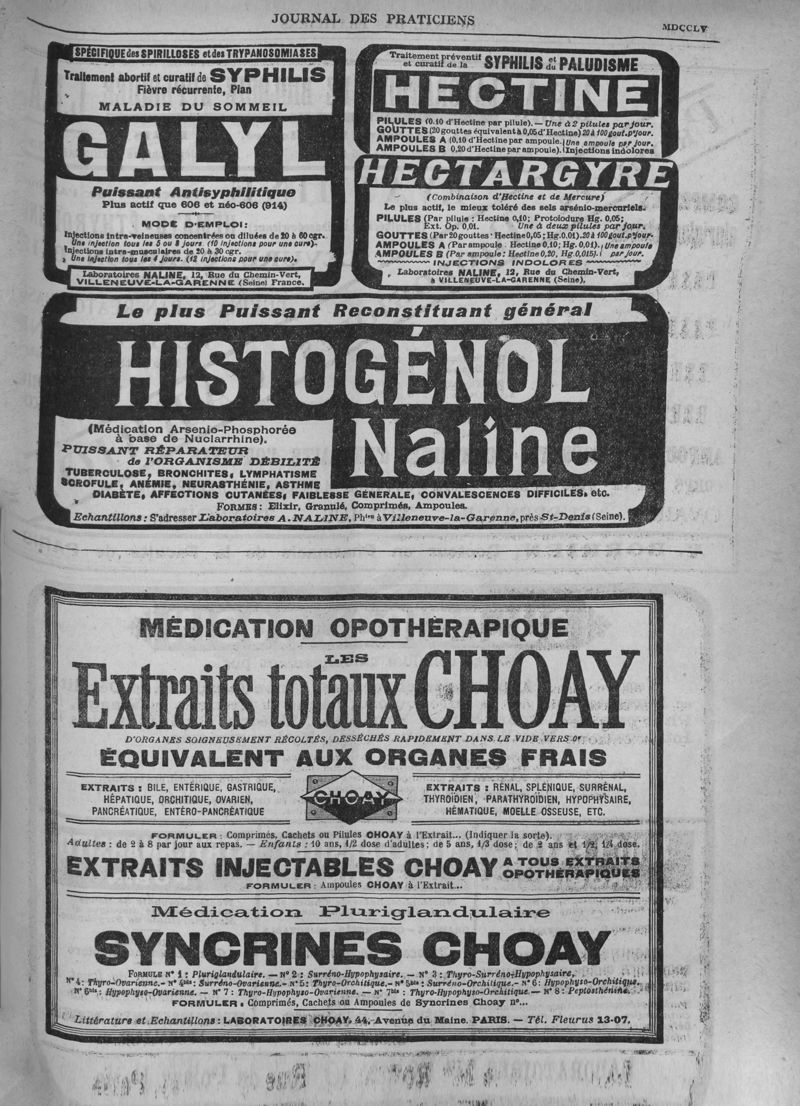 JOURNAL DES PRATICIENS
MDCCLV
SPÉCIFIQUE des SPIRILLOSES et des TRYPANOSOMIASES
Traitement abortif et curatif de SYPHILIS
Fièvre récurrente, Pian
MALADIE DU SOMMEIL
GALYL
Puissant Antisyphilitique
Plus actif que 606 et néo-606 (914)
MODE D'EMPLOI:
Injections intra-veineuses concentrées ou diluées de 20 à 60 cgr.
Une injection tous les 5 ou 8 jours. (10 injections pour une cure).
Injections intra-musculaires de 20 à 30 cgr.
Une injection tous les 4 jours. (12 injections pour une cure).
Laboratoires NALINE, 12, Rue du Chemin-Vert,
VILLENEUVE-LA-GARENNE (Seine) France.
Traitement préventif et curatif de la SYPHILIS et du PALUDISME
HECTINE
PILULES (0.10 d'Hectine par pilule). — Une à 2 pilules par jour.
GOUTTES (20 gouttes équivalent à 0,05 d'Hectine) 20 à 100 gout. p'jour.
AMPOULES A (0,10 d'Hectine par ampoule. Une ampoule par jour.
AMPOULES B 0,20 d'Hectine par ampoule). Injections indolores
HECTARGYRE
(Combinaison d'Hectine et de Mercure)
Le plus actif, le mieux toléré des sels arsénio-mercuriels.
PILULES (Par pilule : Hectine 0,10; Protoiodure Hg. 0,05;
Ext. Op. 0,01. Une à deux pilules par jour.
GOUTTES (Par 20 gouttes : Hectine 0,05 ; Hg. 0,01). 20 à 100 gout. p'jour.
AMPOULES A (Par ampoule : Hectine 0,10; Hg. 0,01). Une ampoule
AMPOULES B (Par ampoule : Hectine 0,20, Hg. 0,015). par jour.
INJECTIONS INDOLORES
Laboratoires NALINE, 12, Rue du Chemin-Vert,
à VILLENEUVE-LA-GARENNE (Seine).
Le plus Puissant Reconstituant général
HISTOGÉNOL
Naline
(Médication Arsenio-Phosphorée
à base de Nuclarrhine).
PUISSANT RÉPARATEUR
de l'ORGANISME DÉBILITÉ
TUBERCULOSE, BRONCHITES, LYMPHATISME
SCROFULE, ANÉMIE, NEURASTHÉNIE, ASTHME
DIABÈTE, AFFECTIONS CUTANÉES, FAIBLESSE GÉNÉRALE, CONVALESCENCES DIFFICILES, etc.
FORMES : Elixir, Granulé, Comprimés, Ampoules.
Echantillons : S'adresser Laboratoires A. NALINE, Phien à Villeneuve-la-Garenne, près St-Denis (Seine).
MÉDICATION OPOTHÉRAPIQUE
LES
Extraits totaux CHOAY
D'ORGANES SOIGNEUSEMENT RÉCOLTÉS, DESSÉCHÉS RAPIDEMENT DANS LE VIDE VERS 0°
ÉQUIVALENT AUX ORGANES FRAIS
EXTRAITS : BILE, ENTÉRIQUE, GASTRIQUE,
HÉPATIQUE, ORCHITIQUE, OVARIEN,
PANCRÉATIQUE, ENTÉRO-PANCRÉATIQUE
CHOAY
EXTRAITS : RÉNAL, SPLÉNIQUE, SURRÉNAL,
THYROÏDIEN, PARATHYROÏDIEN, HYPOPHYSAIRE,
HÉMATIQUE, MOELLE OSSEUSE, ETC.
FORMULER : Comprimés, Cachets ou Pilules CHOAY à l'Extrait... (Indiquer la sorte).
Adultes : de 2 à 8 par jour aux repas. — Enfants : 10 ans, 1/2 dose d'adultes ; de 5 ans, 1/3 dose ; de 2 ans et 1/2, 1/4 dose.
EXTRAITS INJECTABLES CHOAY A TOUS EXTRAITS OPOTHÉRAPIQUES
FORMULER : Ampoules CHOAY à l'Extrait...
Médication Pluriglandulaire
SYNCRINES CHOAY
FORMULE N° 1 : Pluriglandulaire. — N° 2 : Surréno-Hypophysaire. — N° 3 : Thyro-Surréno-Hypophysaire,
N° 4 : Thyro-Ovarienne. - N° 4bis : Surréno-Ovarienne. - N° 5 : Thyro-Orchitique. - N° 5bis : Surréno-Orchitique. - N° 6 : Hypophyso-Orchitique,
N° 6bis : Hypophyso-Ovarienne. — N° 7 : Thyro-Hypophyso-Ovarienne. — N° 7bis : Thyro-Hypophyso-Orchitique. — N° 8 : Peptosthénine.
FORMULER : Comprimés, Cachets ou Ampoules de Syncrines Choay n°...
Littérature et Echantillons : LABORATOIRES CHOAY, 44, Avenue du Maine, PARIS. — Tél. Fleurus 13-07.